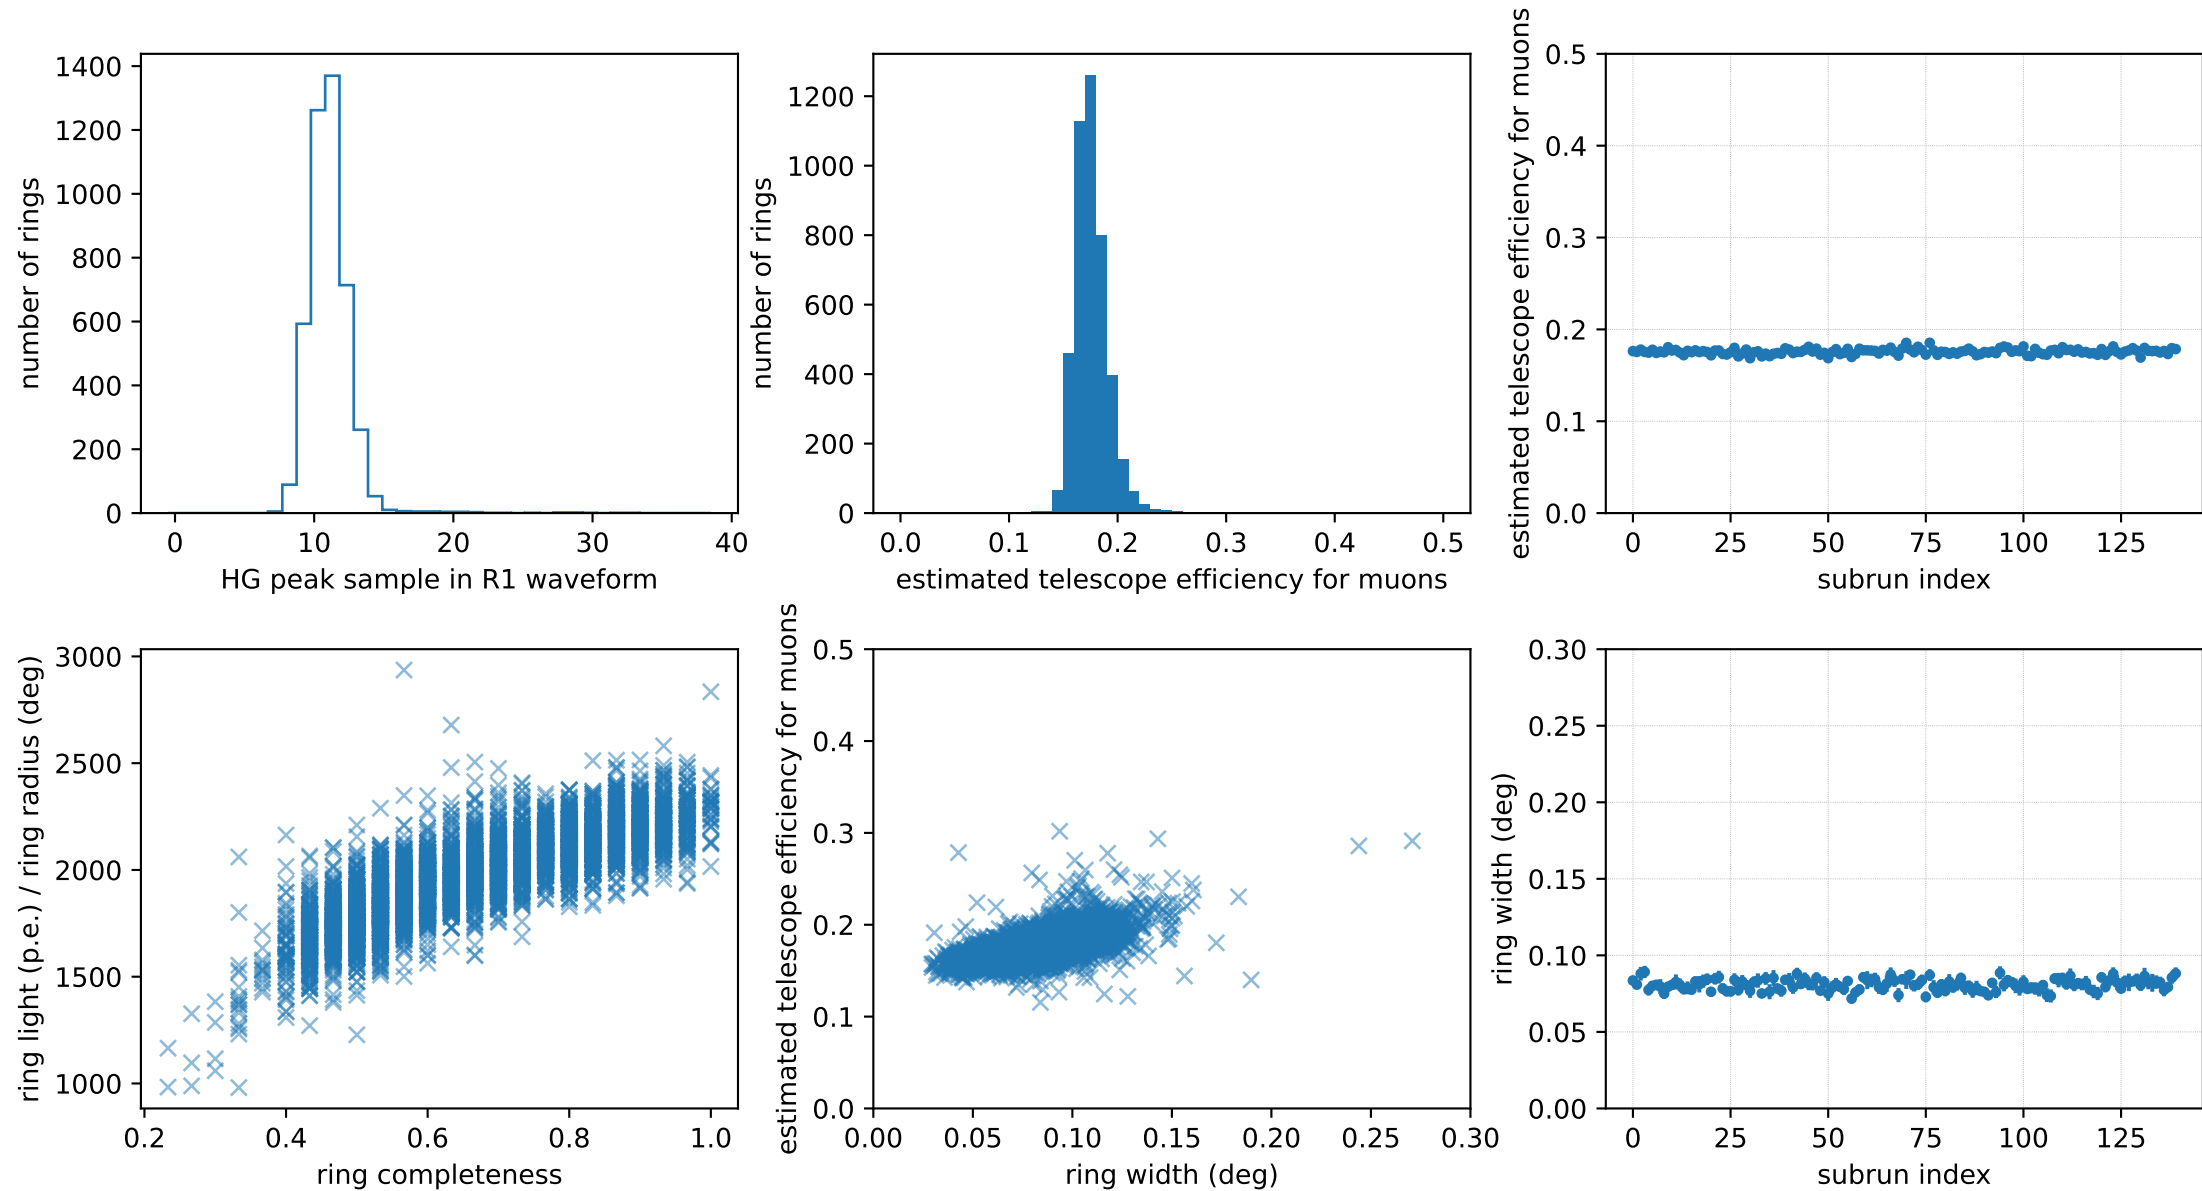 number of rings
1400
1200
1000
800
600
400
200
0
0 10 20 30 40
HG peak sample in R1 waveform
number of rings
1200
1000
800
600
400
200
0
0.0 0.1 0.2 0.3 0.4 0.5
estimated telescope efficiency for muons
estimated telescope efficiency for muons
0.5
0.4
0.3
0.2
0.1
0.0
0 25 50 75 100 125
subrun index
ring light (p.e.) / ring radius (deg)
3000
2500
2000
1500
1000
0.2 0.4 0.6 0.8 1.0
ring completeness
estimated telescope efficiency for muons
0.5
0.4
0.3
0.2
0.1
0.0
0.00 0.05 0.10 0.15 0.20 0.25 0.30
ring width (deg)
ring width (deg)
0.30
0.25
0.20
0.15
0.10
0.05
0.00
0 25 50 75 100 125
subrun index